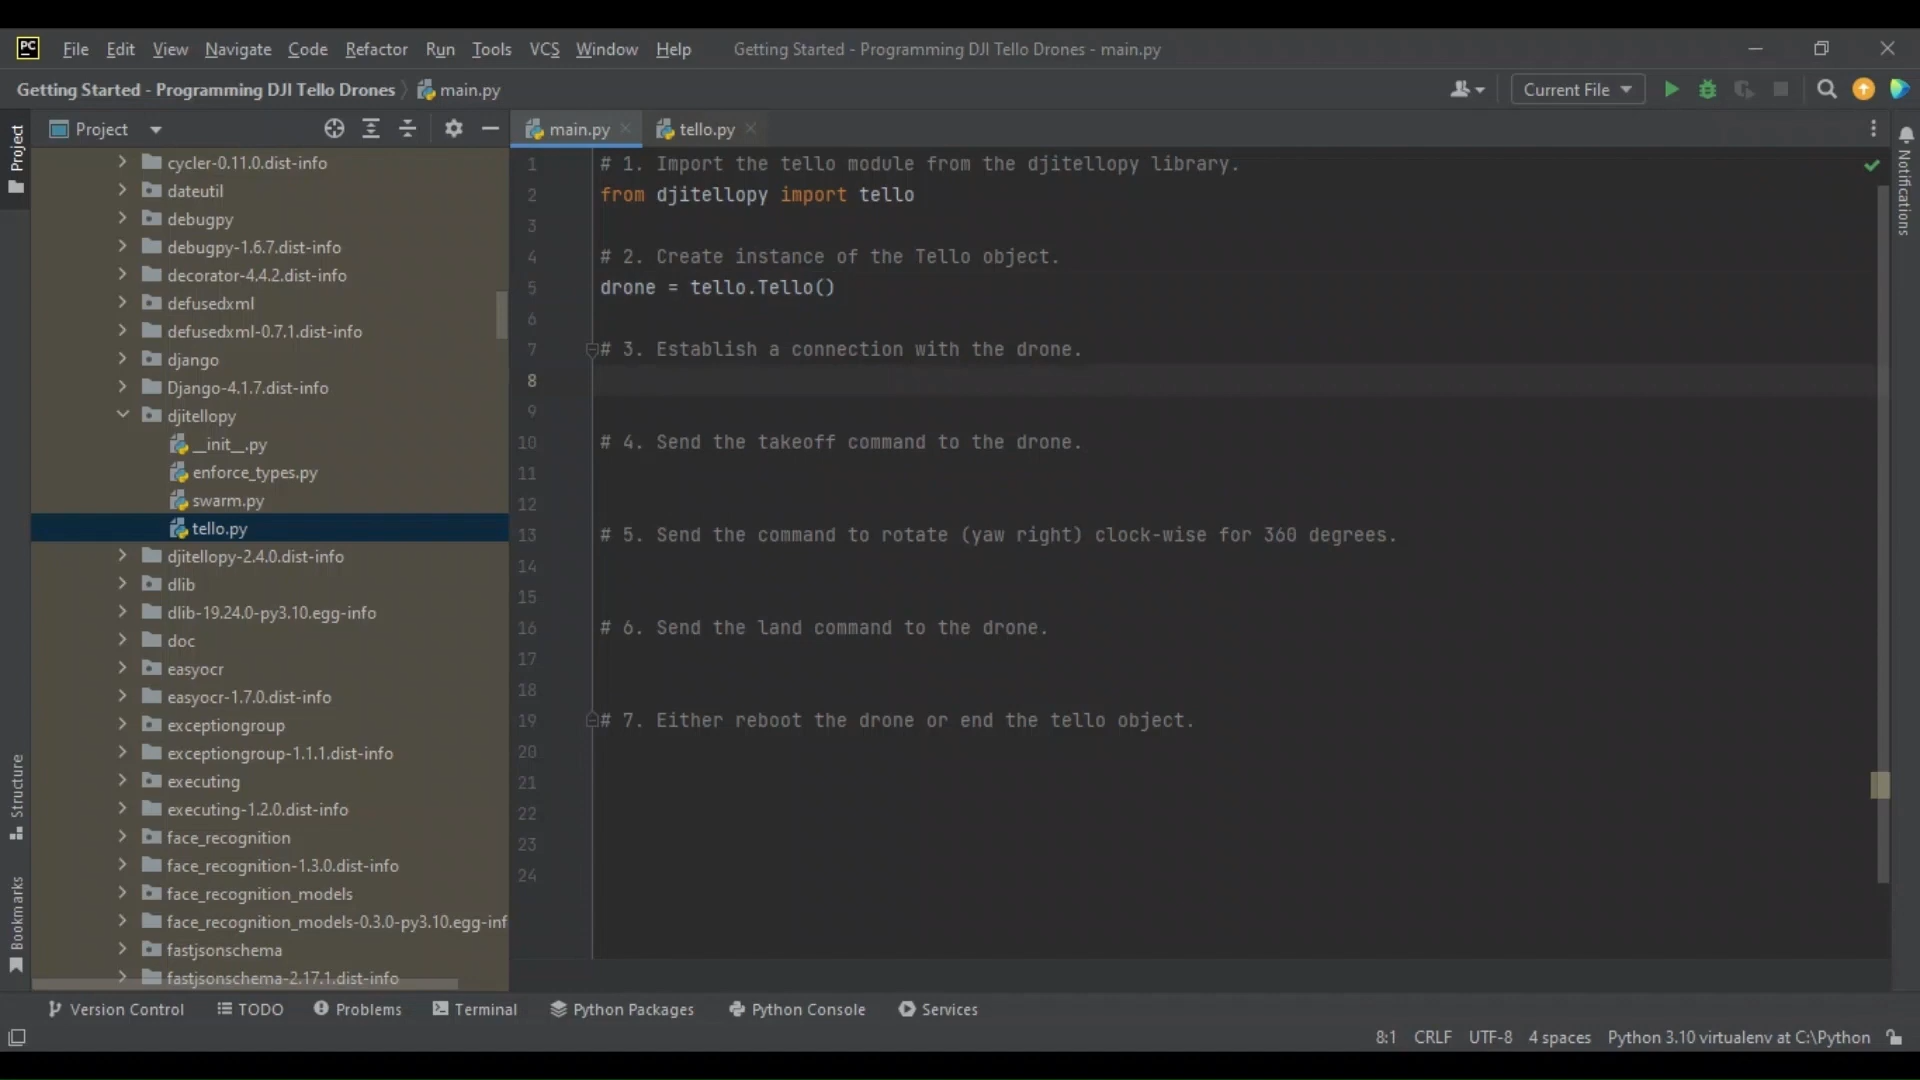 PC File Edit View Navigate Code Refactor Run Tools VCS Window Help Getting Started - Programming DJI Tello Drones - main.py
Getting Started - Programming DJI Tello Drones main.py Current File
Project
Project
main.py
tello.py
Notifications
cycler-0.11.0.dist-info
dateutil
debugpy
debugpy-1.6.7.dist-info
decorator-4.4.2.dist-info
defusedxml
defusedxml-0.7.1.dist-info
django
Django-4.1.7.dist-info
djitellopy
__init__.py
enforce_types.py
swarm.py
tello.py
djitellopy-2.4.0.dist-info
dlib
dlib-19.24.0-py3.10.egg-info
doc
easyocr
easyocr-1.7.0.dist-info
exceptiongroup
exceptiongroup-1.1.1.dist-info
executing
executing-1.2.0.dist-info
face_recognition
face_recognition-1.3.0.dist-info
face_recognition_models
face_recognition_models-0.3.0-py3.10.egg-inf
fastjsonschema
fastjsonschema-2.17.1.dist-info
Structure
Bookmarks
1 # 1. Import the tello module from the djitellopy library.
2 from djitellopy import tello
3
4 # 2. Create instance of the Tello object.
5 drone = tello.Tello()
6
7 # 3. Establish a connection with the drone.
8
9
10 # 4. Send the takeoff command to the drone.
11
12
13 # 5. Send the command to rotate (yaw right) clock-wise for 360 degrees.
14
15
16 # 6. Send the land command to the drone.
17
18
19 # 7. Either reboot the drone or end the tello object.
20
21
22
23
24
Version Control TODO Problems Terminal Python Packages Python Console Services
8:1 CRLF UTF-8 4 spaces Python 3.10 virtualenv at C:\Python